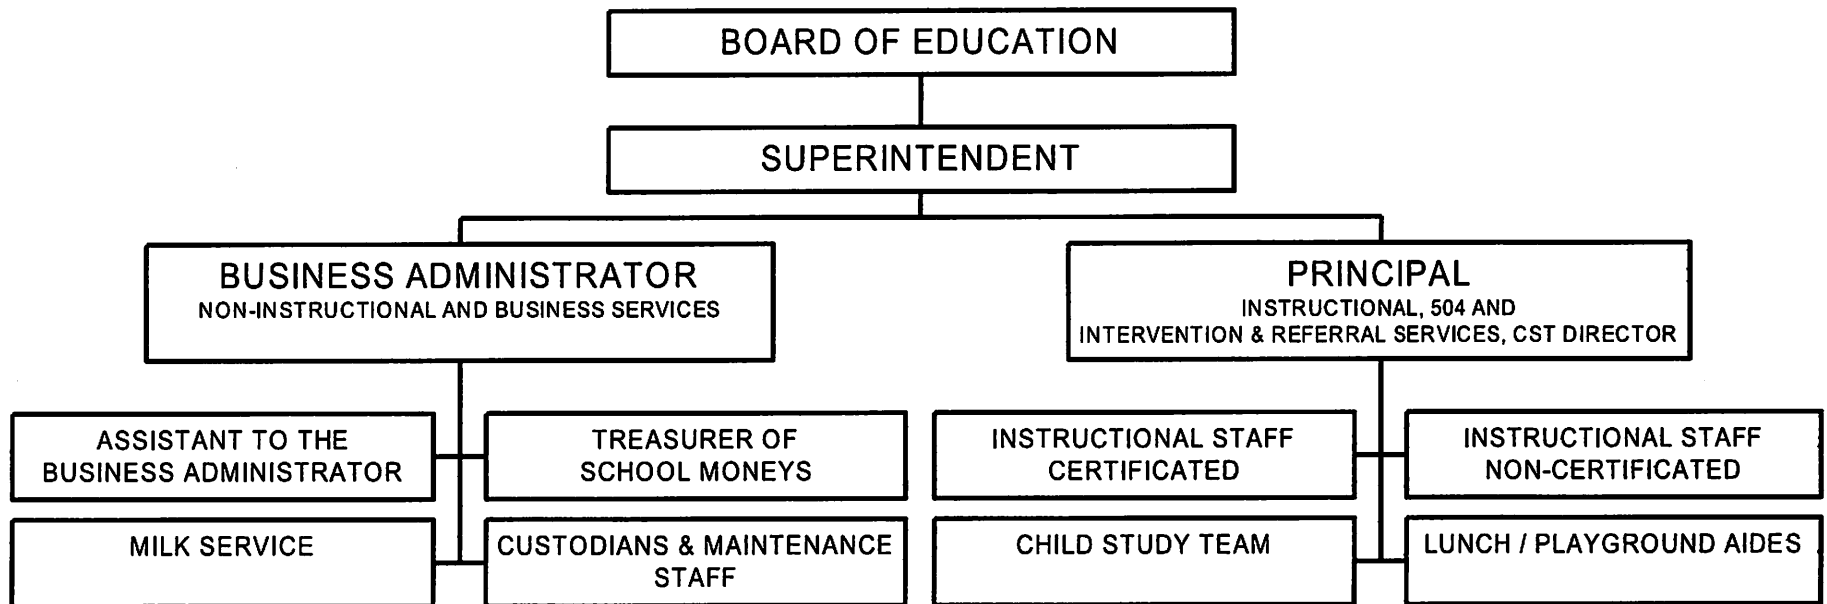 BOARD OF EDUCATION
SUPERINTENDENT
BUSINESS ADMINISTRATOR
NON-INSTRUCTIONAL AND BUSINESS SERVICES
PRINCIPAL
INSTRUCTIONAL, 504 AND
INTERVENTION & REFERRAL SERVICES, CST DIRECTOR
ASSISTANT TO THE
BUSINESS ADMINISTRATOR
TREASURER OF
SCHOOL MONEYS
INSTRUCTIONAL STAFF
CERTIFICATED
INSTRUCTIONAL STAFF
NON-CERTIFICATED
MILK SERVICE
CUSTODIANS & MAINTENANCE
STAFF
CHILD STUDY TEAM
LUNCH / PLAYGROUND AIDES